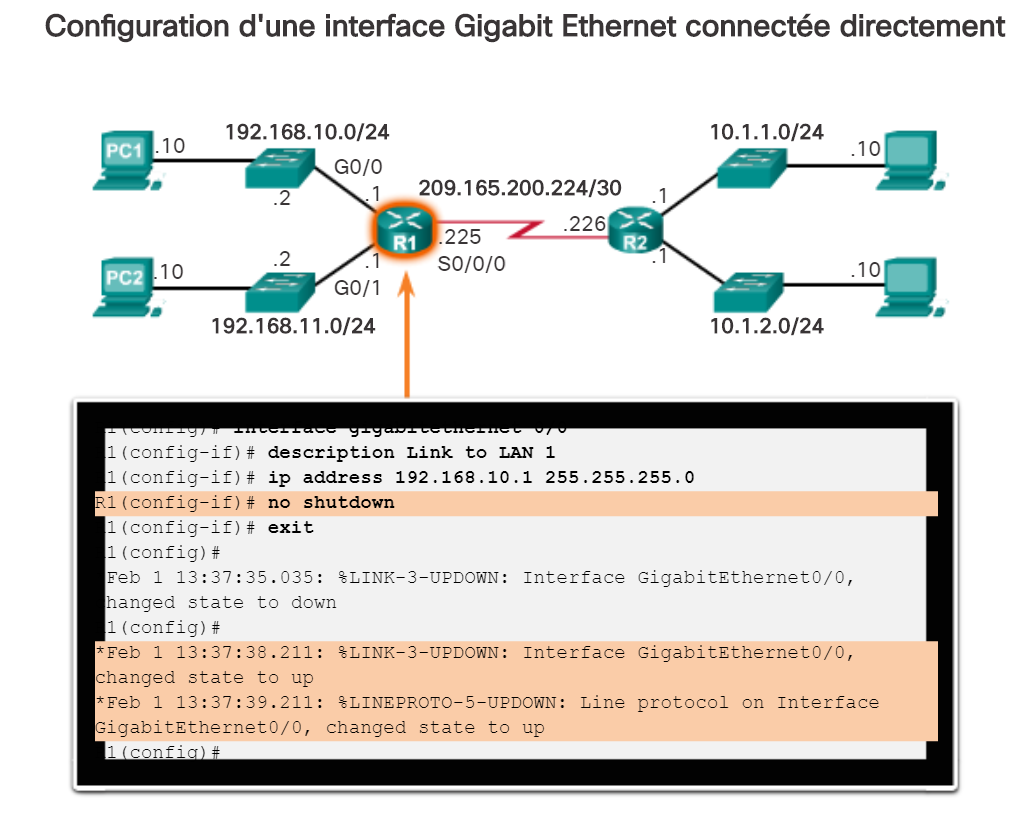 Configuration d'une interface Gigabit Ethernet connectée directement
192.168.10.0/24
10.1.1.0/24
PC1
.10
G0/0
.10
.2
.1
209.165.200.224/30
.1
R1
.225
.226
R2
PC2
.10
.2
.1
S0/0/0
.1
.10
G0/1
192.168.11.0/24
10.1.2.0/24
1(config)# interface gigabitethernet 0/0
1(config-if)# description Link to LAN 1
1(config-if)# ip address 192.168.10.1 255.255.255.0
R1(config-if)# no shutdown
1(config-if)# exit
1(config)#
Feb 1 13:37:35.035: %LINK-3-UPDOWN: Interface GigabitEthernet0/0,
hanged state to down
1(config)#
*Feb 1 13:37:38.211: %LINK-3-UPDOWN: Interface GigabitEthernet0/0,
changed state to up
*Feb 1 13:37:39.211: %LINEPROTO-5-UPDOWN: Line protocol on Interface
GigabitEthernet0/0, changed state to up
1(config)#